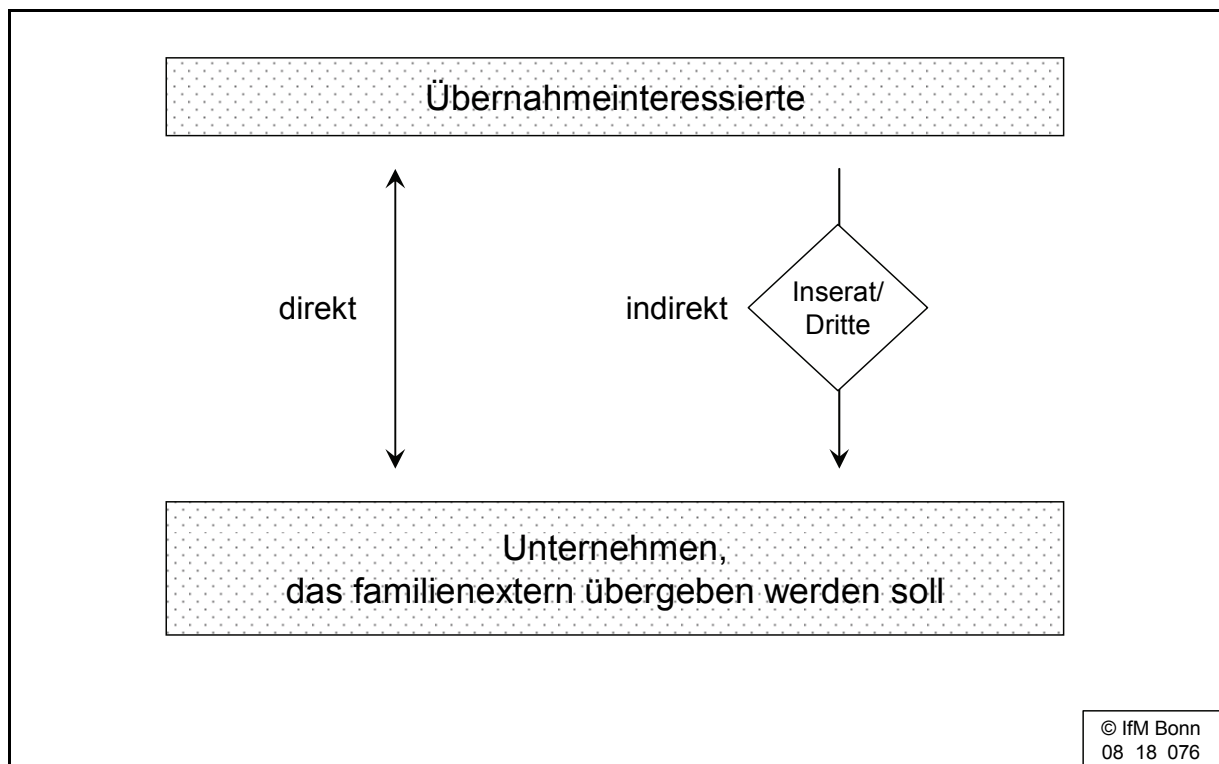 Übernahmeinteressierte
direkt
indirekt
Inserat/
Dritte
Unternehmen,
das familienextern übergeben werden soll
© IfM Bonn
08 18 076